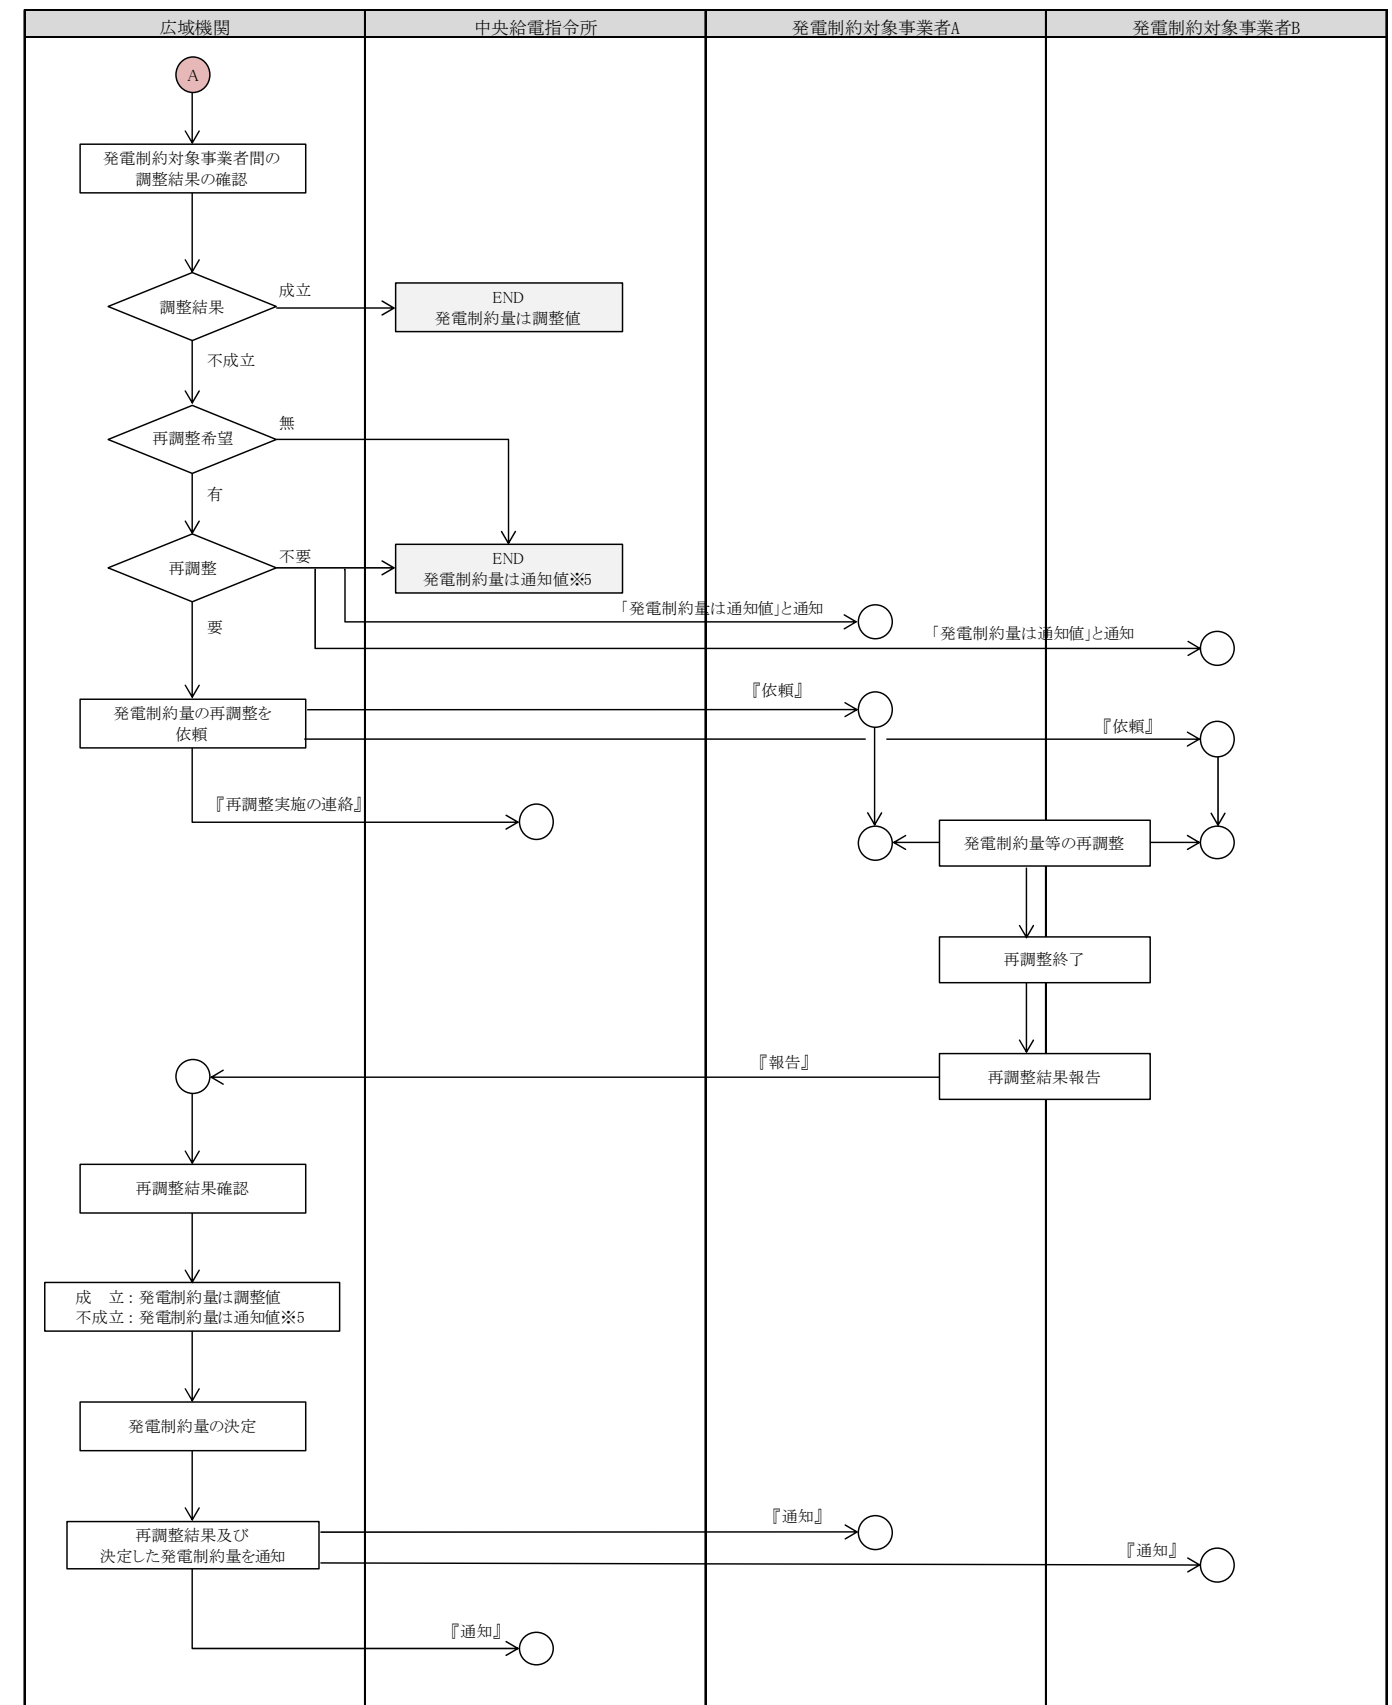 広域機関
中央給電指令所
発電制約対象事業者A
発電制約対象事業者B
A
発電制約対象事業者間の
調整結果の確認
調整結果
成立
END
発電制約量は調整値
不成立
再調整希望
無
有
再調整
不要
END
発電制約量は通知値※5
「発電制約量は通知値」と通知
「発電制約量は通知値」と通知
要
発電制約量の再調整を
依頼
『依頼』
『依頼』
『再調整実施の連絡』
発電制約量等の再調整
再調整終了
『報告』
再調整結果報告
再調整結果確認
成　立：発電制約量は調整値
不成立：発電制約量は通知値※5
発電制約量の決定
再調整結果及び
決定した発電制約量を通知
『通知』
『通知』
『通知』